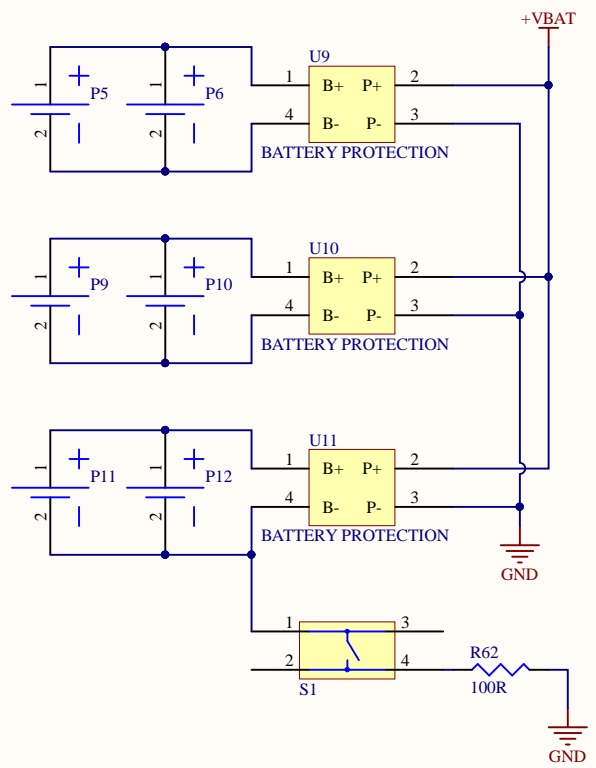 +VBAT
U9
1 B+ P+ 2
4 B- P- 3
BATTERY PROTECTION
1 + P5
2
1 + P6
2
U10
1 B+ P+ 2
4 B- P- 3
BATTERY PROTECTION
1 + P9
2
1 + P10
2
U11
1 B+ P+ 2
4 B- P- 3
BATTERY PROTECTION
1 + P11
2
1 + P12
2
GND
1 3
2 4
S1
R62
100R
GND